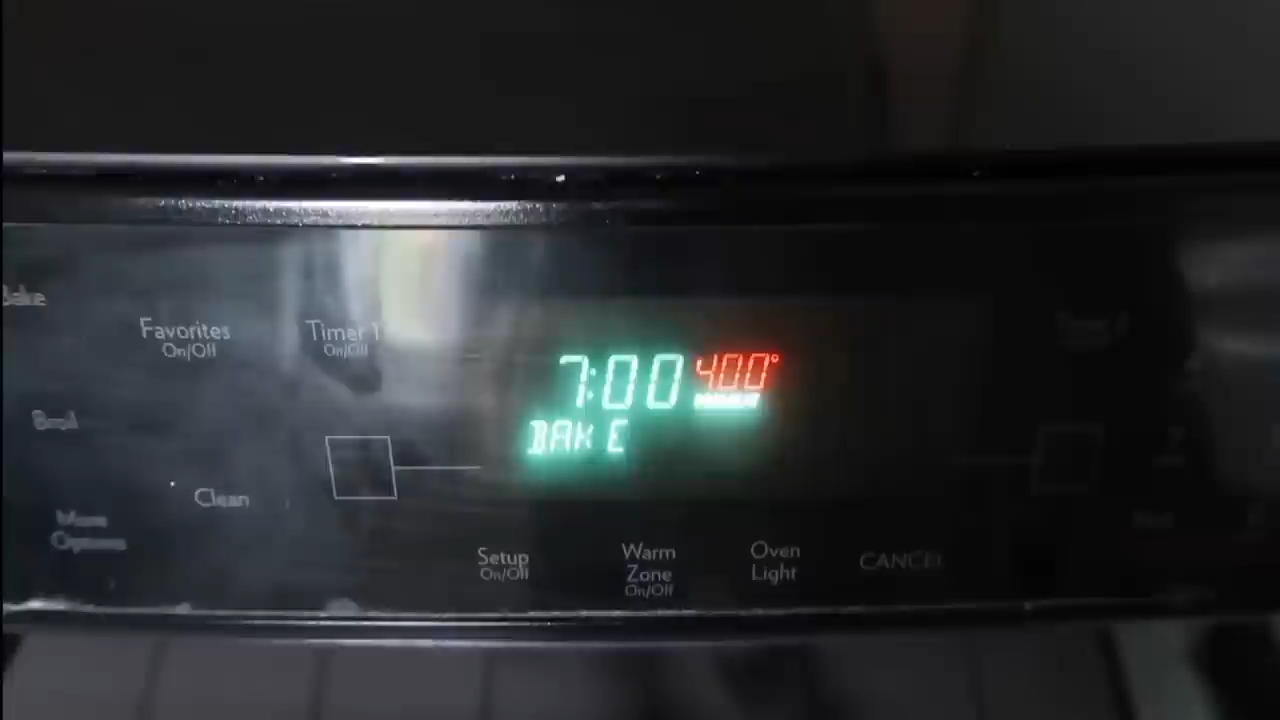 Bake
Favorites
On/Off
Timer 1
On/Off
7:00 400°
BAKE
Clean
More
Options
Setup
On/Off
Warm
Zone
On/Off
Oven
Light
CANCEL